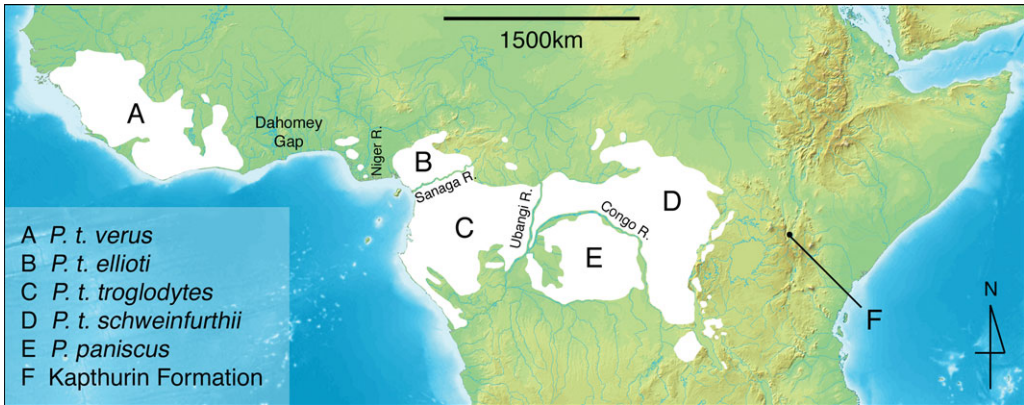 1500km
A
Dahomey
Gap
Niger R.
B
Sanaga R.
C
Ubangi R.
Congo R.
D
E
F
N
A P. t. verus
B P. t. ellioti
C P. t. troglodytes
D P. t. schweinfurthii
E P. paniscus
F Kapthurin Formation